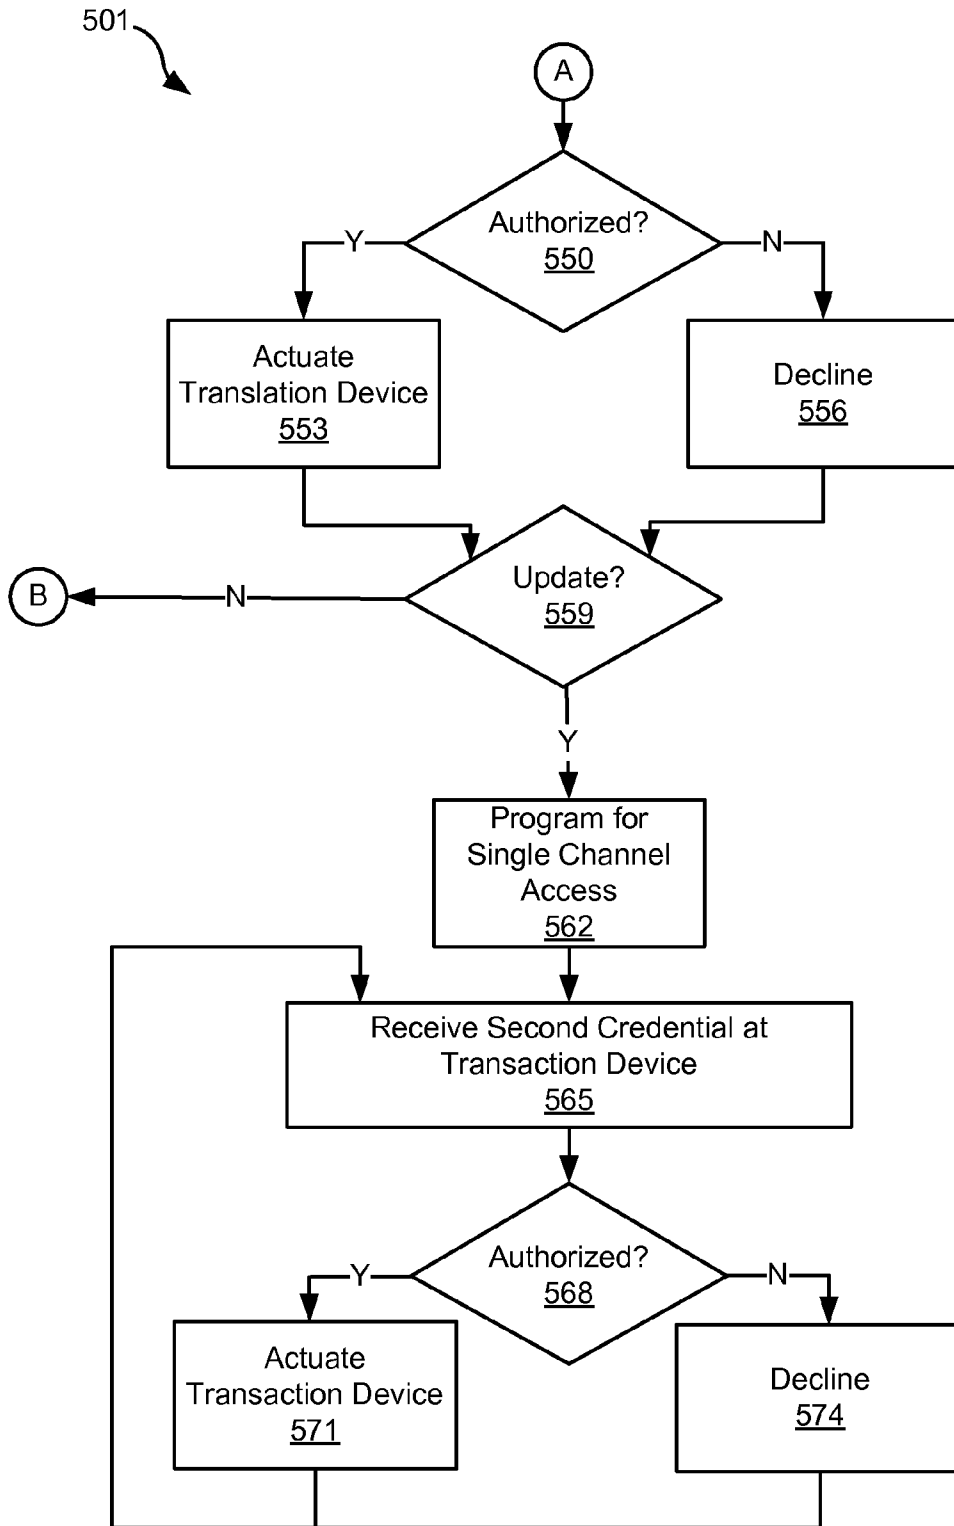 501
A
Authorized?
550
Y
N
Actuate
Translation Device
553
Decline
556
Update?
559
B
N
Y
Program for
Single Channel
Access
562
Receive Second Credential at
Transaction Device
565
Authorized?
568
Y
N
Actuate
Transaction Device
571
Decline
574